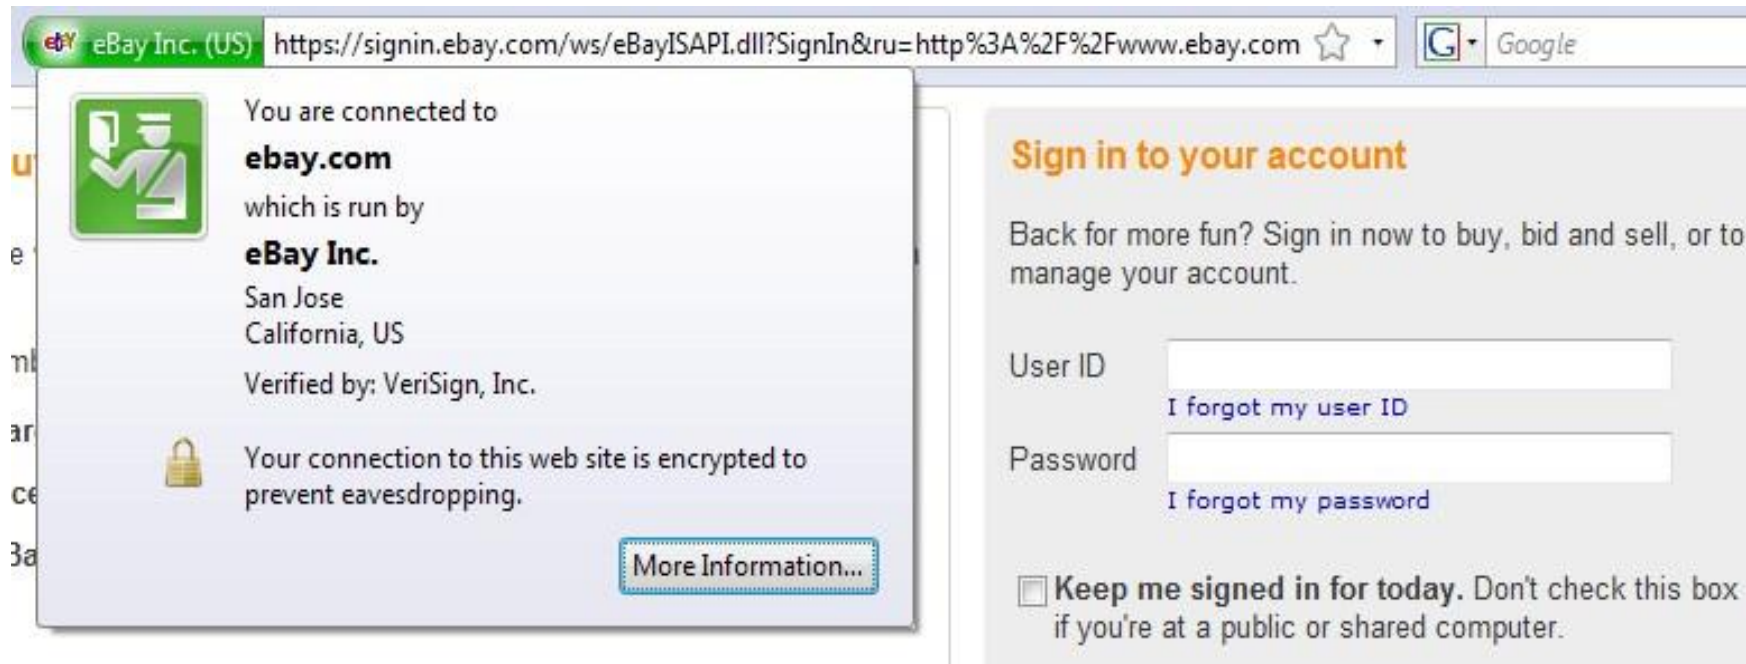 ebY eBay Inc. (US) https://signin.ebay.com/ws/eBayISAPI.dll?SignIn&ru=http%3A%2F%2Fwww.ebay.com G Google
You are connected to
ebay.com
which is run by
eBay Inc.
San Jose
California, US
Verified by: VeriSign, Inc.
Your connection to this web site is encrypted to
prevent eavesdropping.
More Information...
Sign in to your account
Back for more fun? Sign in now to buy, bid and sell, or to
manage your account.
User ID
I forgot my user ID
Password
I forgot my password
Keep me signed in for today. Don't check this box
if you're at a public or shared computer.